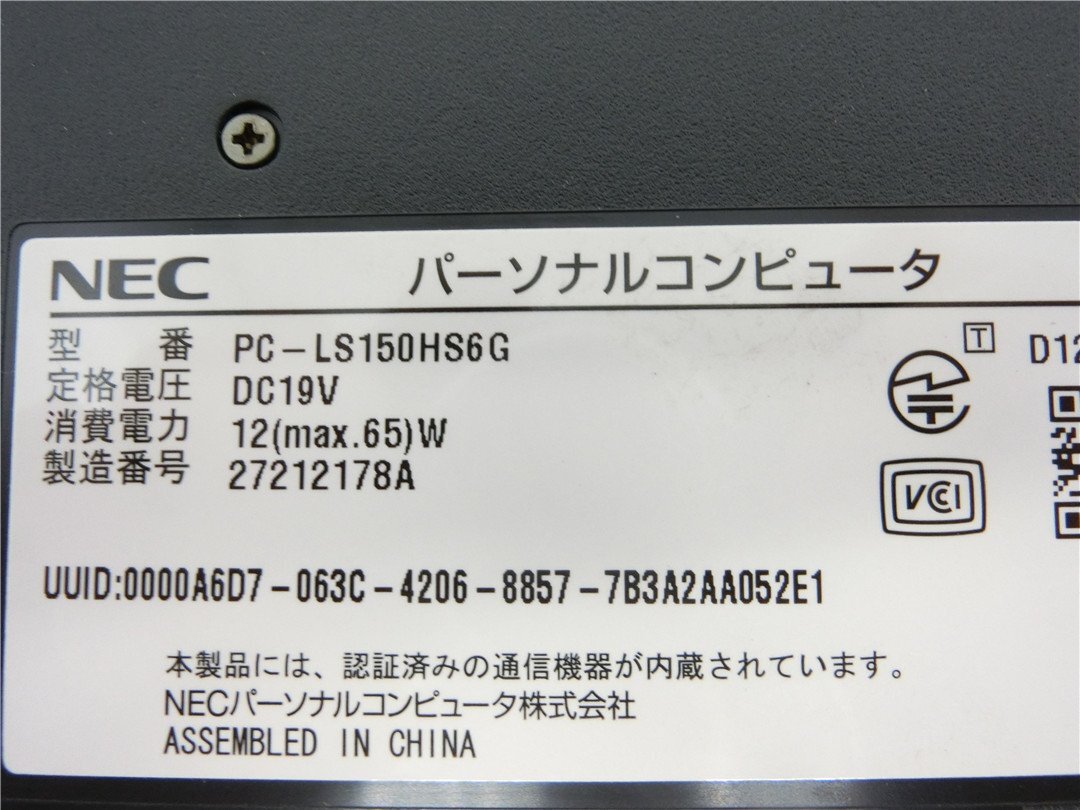 NEC パーソナルコンピュータ
型 番 PC-LS150HS6G
定格電圧 DC19V
消費電力 12(max.65)W
製造番号 27212178A
T
D12
VCCI
UUID:0000A6D7-063C-4206-8857-7B3A2AA052E1
本製品には、認証済みの通信機器が内蔵されています。
NECパーソナルコンピュータ株式会社
ASSEMBLED IN CHINA